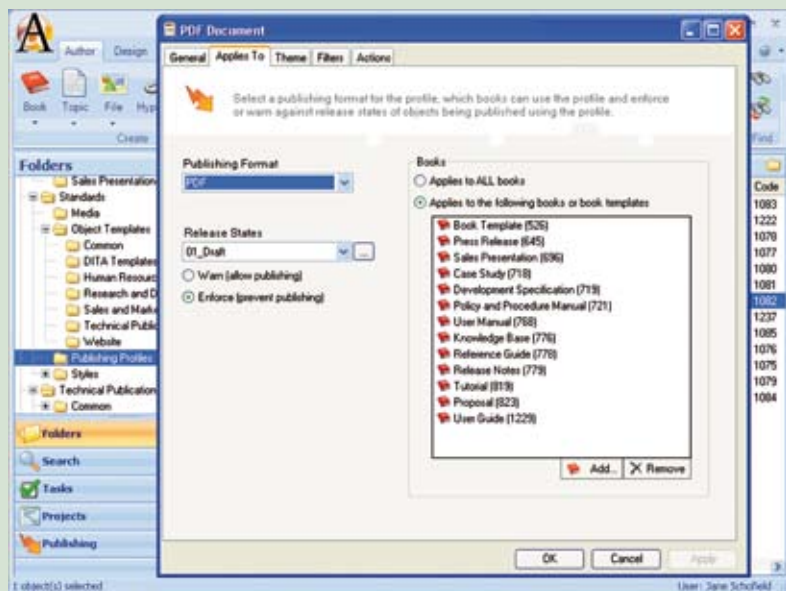 A
PDF Document
Author Design
General Applies To Theme Filters Actions
Book Topic File Hyp
Create
Find
Select a publishing format for the profile, which books can use the profile and enforce
or warn against release states of objects being published using the profile.
Folders
Sales Presentation
Standards
Media
Object Templates
Common
DITA Templates
Human Resourc
Research and D
Sales and Marke
Technical Public
Website
Publishing Profiles
Styles
Technical Publication
Common
Folders
Search
Tasks
Projects
Publishing
1 object(s) selected
Publishing Format
PDF
Release States
01_Draft
...
Warn (allow publishing)
Enforce (prevent publishing)
Books
Applies to ALL books
Applies to the following books or book templates
Book Template (526)
Press Release (645)
Sales Presentation (696)
Case Study (718)
Development Specification (719)
Policy and Procedure Manual (721)
User Manual (768)
Knowledge Base (776)
Reference Guide (778)
Release Notes (779)
Tutorial (819)
Proposal (823)
User Guide (1229)
Add... Remove
OK Cancel Apply
Code
1083
1222
1078
1077
1080
1081
1082
1237
1085
1076
1075
1079
1084
User: Jane Schofield